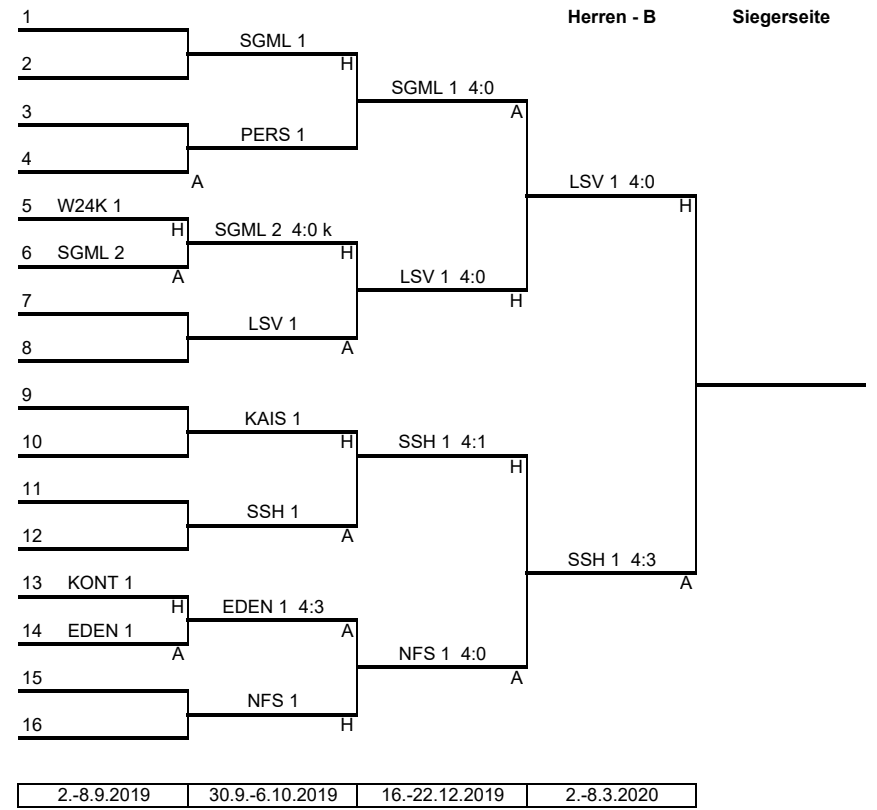 1 Herren - B Siegerseite
SGML 1
2 H
SGML 1 4:0
3 A
PERS 1
4
A LSV 1 4:0
5 W24K 1 H
H SGML 2 4:0 k
6 SGML 2 H
A LSV 1 4:0
7 H
LSV 1
8 A
9
KAIS 1
10 H SSH 1 4:1
H
11
SSH 1
12 A
SSH 1 4:3
13 KONT 1 A
H EDEN 1 4:3
14 EDEN 1 A
A NFS 1 4:0
15 A
NFS 1
16 H
2.-8.9.2019 30.9.-6.10.2019 16.-22.12.2019 2.-8.3.2020